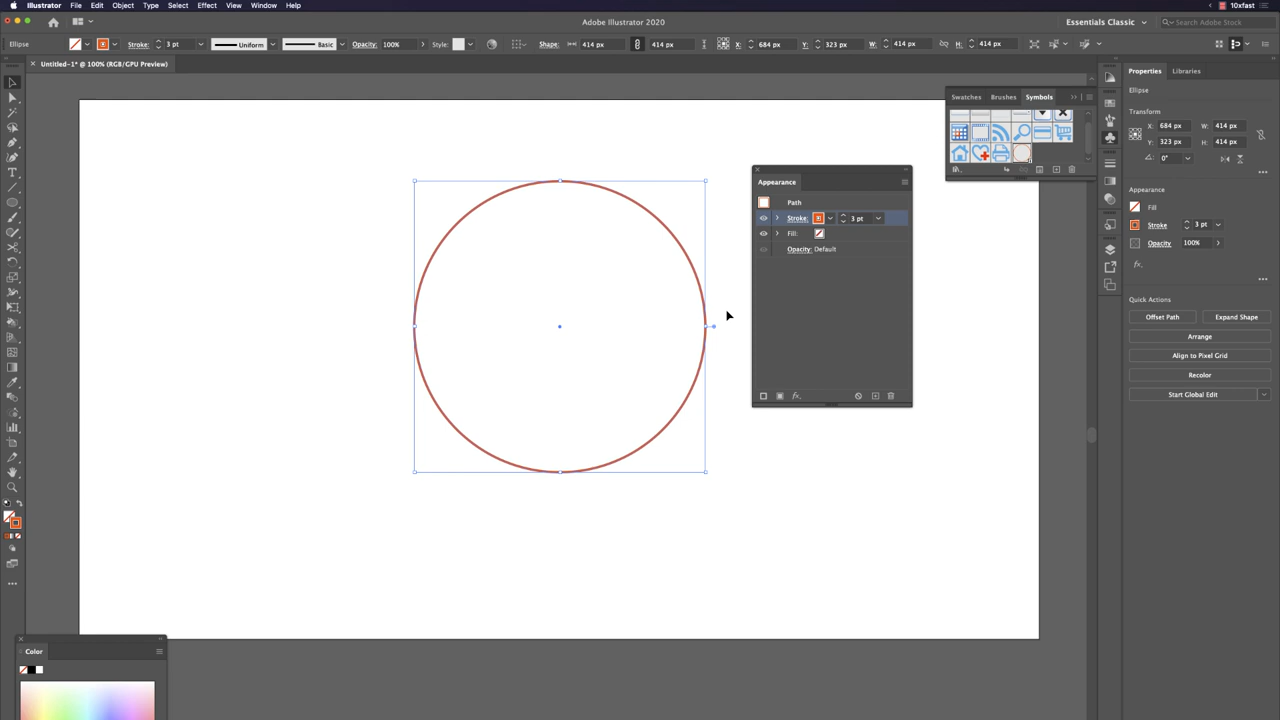 Illustrator File Edit Object Type Select Effect View Window Help 10xfast
Adobe Illustrator 2020 Essentials Classic Search Adobe Stock
Ellipse Stroke: 3 pt Uniform Basic Opacity: 100% Style: Shape: 414 px 414 px X: 684 px Y: 323 px W: 414 px H: 414 px
Untitled-1* @ 100% (RGB/GPU Preview)
Swatches Brushes Symbols
Properties Libraries
Ellipse
Transform
X: 684 px W: 414 px
Y: 323 px H: 414 px
0°
Appearance
Fill
Stroke 3 pt
Opacity 100%
fx.
Quick Actions
Offset Path Expand Shape
Arrange
Align to Pixel Grid
Recolor
Start Global Edit
Appearance
Path
Stroke: 3 pt
Fill:
Opacity: Default
fx.
Color